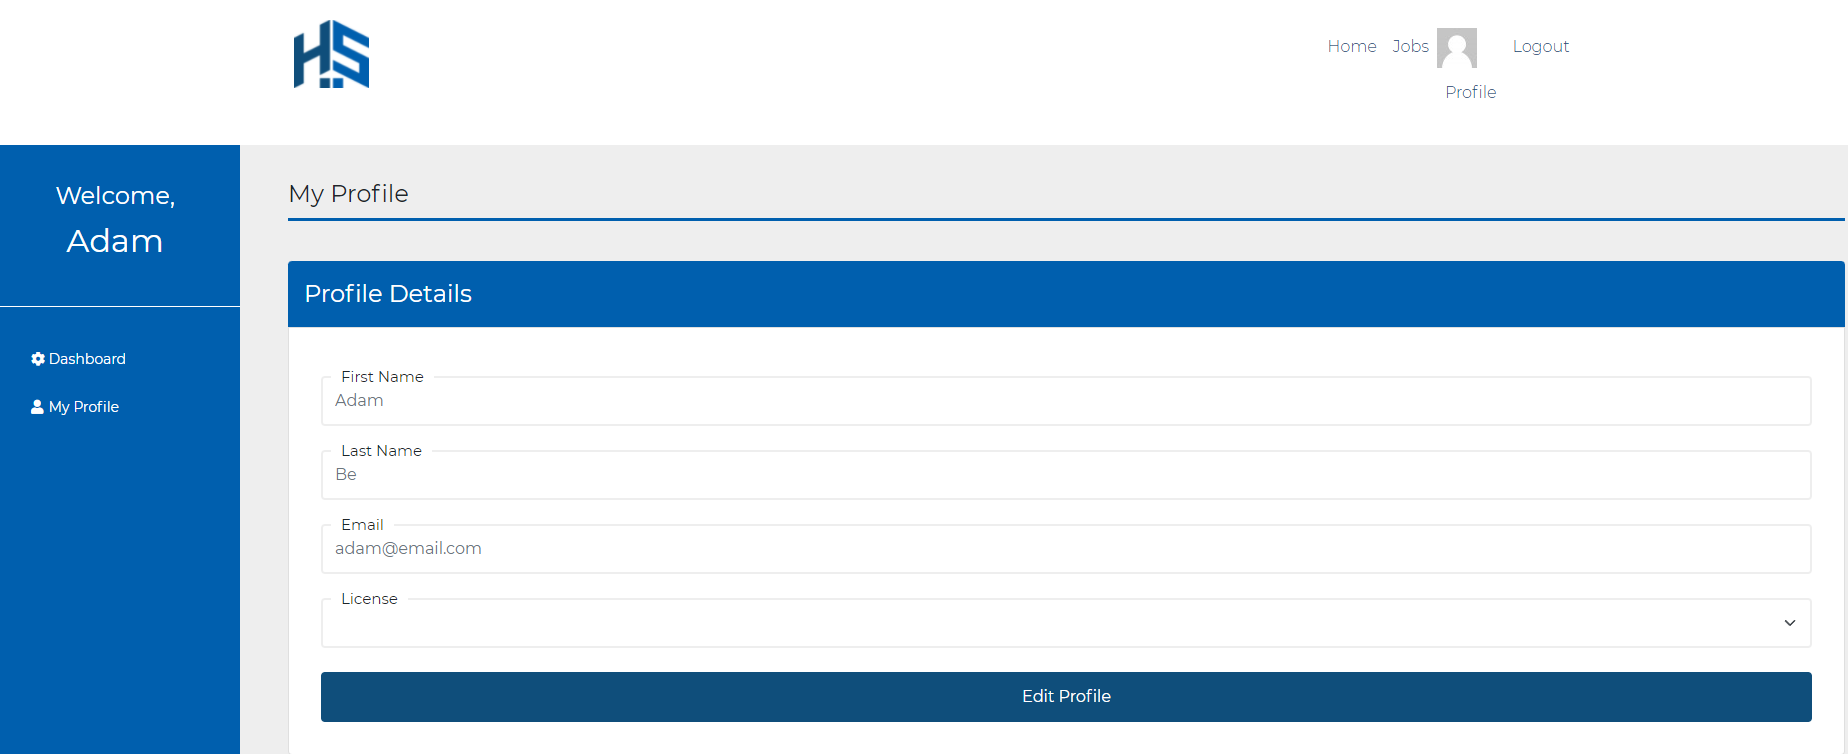 HS
Home Jobs Logout
Profile
Welcome,
Adam
Dashboard
My Profile
My Profile
Profile Details
First Name
Adam
Last Name
Be
Email
adam@email.com
License
Edit Profile